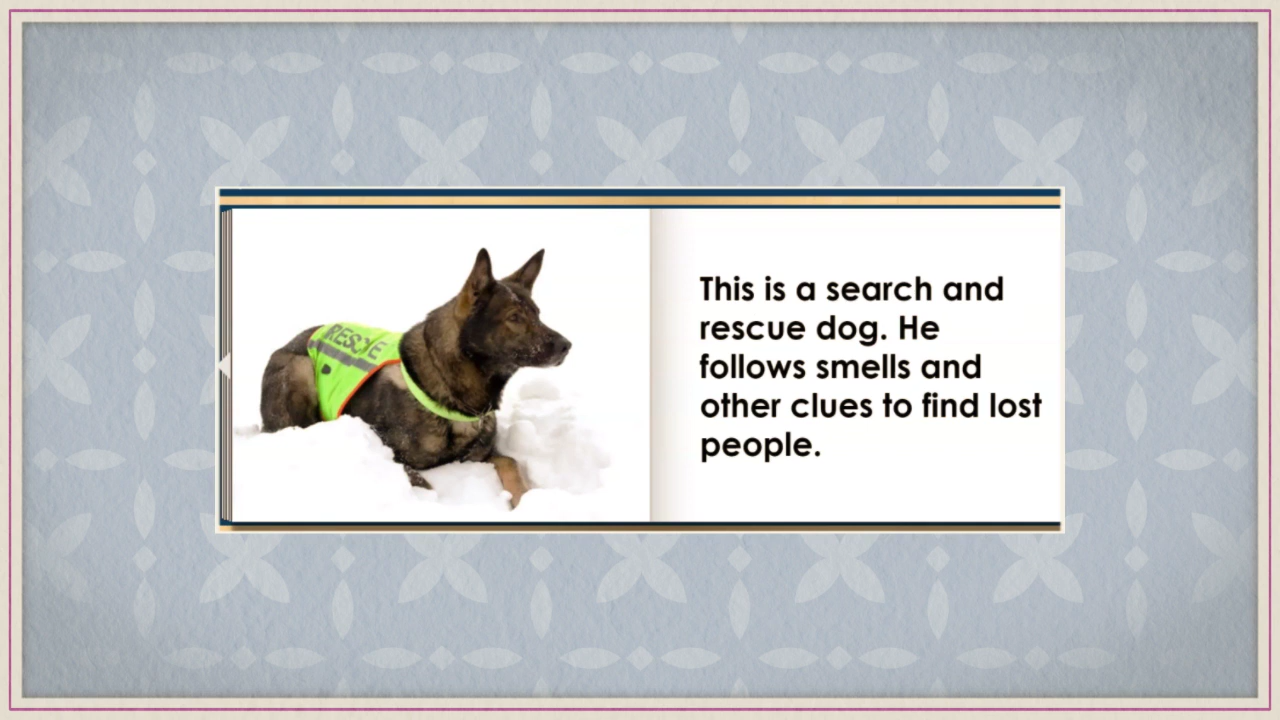 RESCUE
This is a search and
rescue dog. He
follows smells and
other clues to find lost
people.